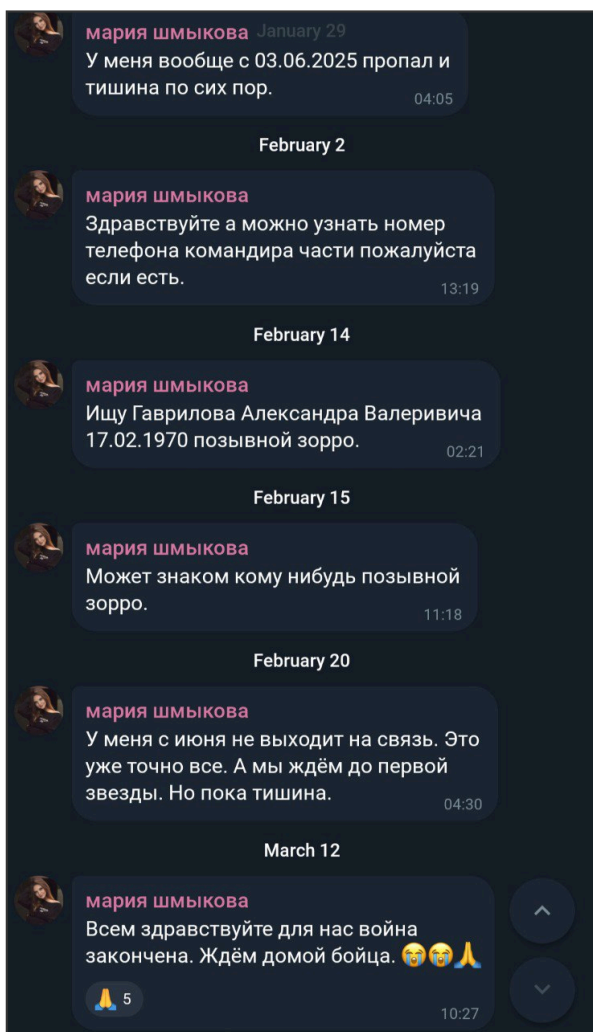 мария шмыкова January 29
У меня вообще с 03.06.2025 пропал и
тишина по сих пор.
04:05
February 2
мария шмыкова
Здравствуйте а можно узнать номер
телефона командира части пожалуйста
если есть.
13:19
February 14
мария шмыкова
Ищу Гаврилова Александра Валеривича
17.02.1970 позывной зорро.
02:21
February 15
мария шмыкова
Может знаком кому нибудь позывной
зорро.
11:18
February 20
мария шмыкова
У меня с июня не выходит на связь. Это
уже точно все. А мы ждём до первой
звезды. Но пока тишина.
04:30
March 12
мария шмыкова
Всем здравствуйте для нас война
закончена. Ждём домой бойца. 😭😭🙏
🙏 5
10:27